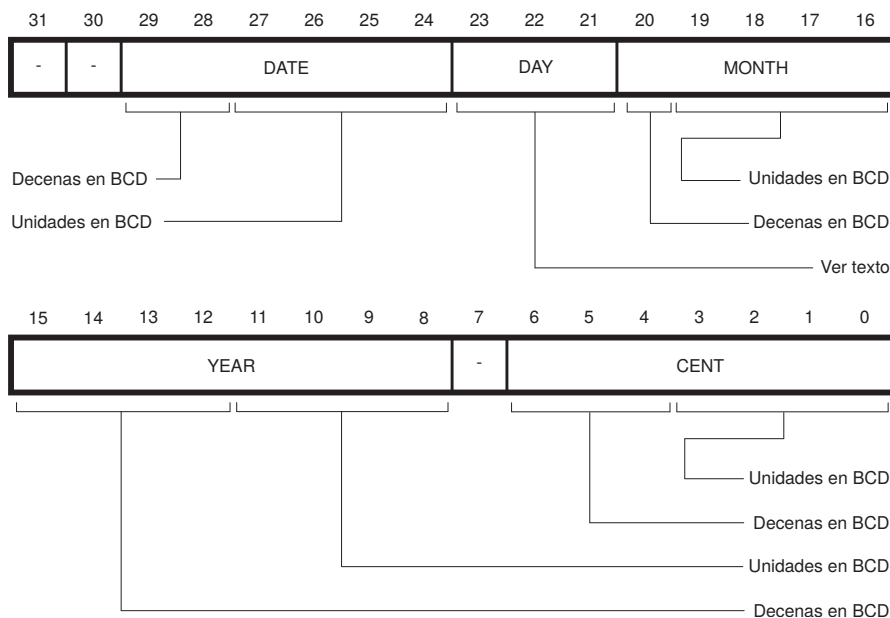 31 30 29 28 27 26 25 24 23 22 21 20 19 18 17 16
- - DATE DAY MONTH
Decenas en BCD
Unidades en BCD
Unidades en BCD
Decenas en BCD
Ver texto
15 14 13 12 11 10 9 8 7 6 5 4 3 2 1 0
YEAR - CENT
Unidades en BCD
Decenas en BCD
Unidades en BCD
Decenas en BCD